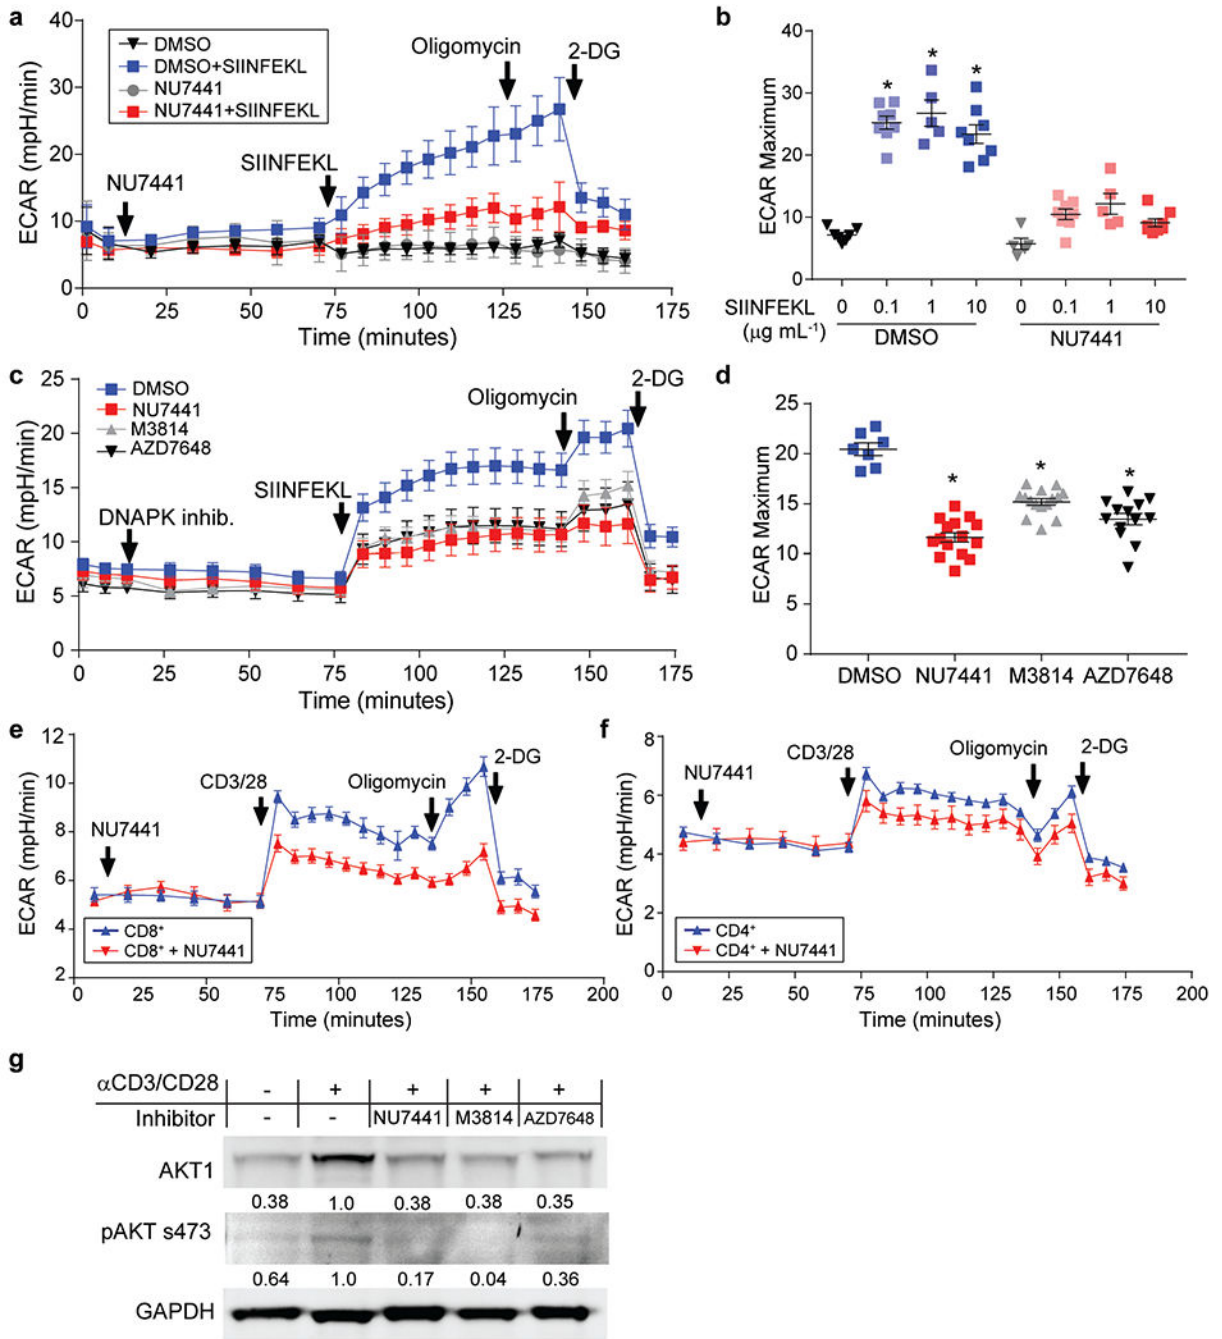 a
40
30
20
10
0
ECAR (mpH/min)
DMSO
DMSO+SIINFEKL
NU7441
NU7441+SIINFEKL
NU7441
SIINFEKL
Oligomycin
2-DG
0 25 50 75 100 125 150 175
Time (minutes)
b
40
30
20
10
0
ECAR Maximum
* * *
0 0.1 1 10 0 0.1 1 10
SIINFEKL
(μg mL⁻¹)
DMSO NU7441
c
25
20
15
10
5
0
ECAR (mpH/min)
DMSO
NU7441
M3814
AZD7648
DNAPK inhib.
SIINFEKL
Oligomycin
2-DG
0 25 50 75 100 125 150 175
Time (minutes)
d
25
20
15
10
5
0
ECAR Maximum
* * *
DMSO NU7441 M3814 AZD7648
e
12
10
8
6
4
2
ECAR (mpH/min)
NU7441
CD3/28
Oligomycin
2-DG
CD8⁺
CD8⁺ + NU7441
0 25 50 75 100 125 150 175 200
Time (minutes)
f
8
6
4
2
0
ECAR (mpH/min)
NU7441
CD3/28
Oligomycin
2-DG
CD4⁺
CD4⁺ + NU7441
0 25 50 75 100 125 150 175 200
Time (minutes)
g
αCD3/CD28 - + + + +
Inhibitor - - NU7441 M3814 AZD7648
AKT1
0.38 1.0 0.38 0.38 0.35
pAKT s473
0.64 1.0 0.17 0.04 0.36
GAPDH